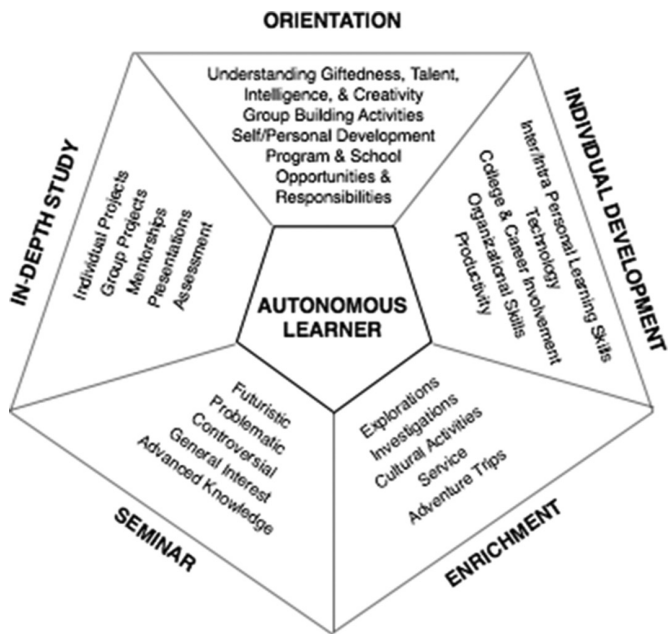 ORIENTATION
Understanding Giftedness, Talent,
Intelligence, & Creativity
Group Building Activities
Self/Personal Development
Program & School
Opportunities &
Responsibilities
INDIVIDUAL DEVELOPMENT
Inter/Intra Personal Learning Skills
Technology
College & Career Involvement
Organizational Skills
Productivity
ENRICHMENT
Explorations
Investigations
Cultural Activities
Service
Adventure Trips
SEMINAR
Futuristic
Problematic
Controversial
General Interest
Advanced Knowledge
IN-DEPTH STUDY
Individual Projects
Group Projects
Mentorships
Presentations
Assessment
AUTONOMOUS
LEARNER